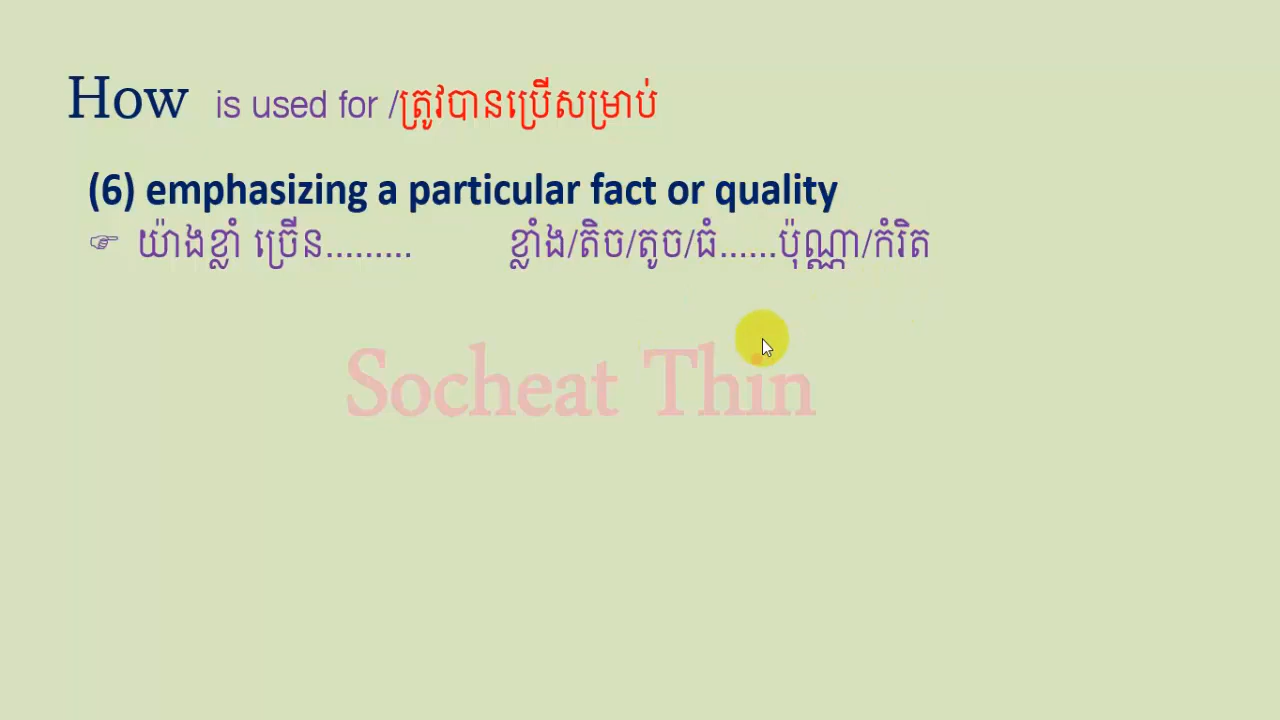 How is used for /ត្រូវបានប្រើសម្រាប់
(6) emphasizing a particular fact or quality
☞ យ៉ាងខ្លាំ ច្រើន......... ខ្លាំង/តិច/តូច/ធំ......ប៉ុណ្ណា/កំរិត
Socheat Thin